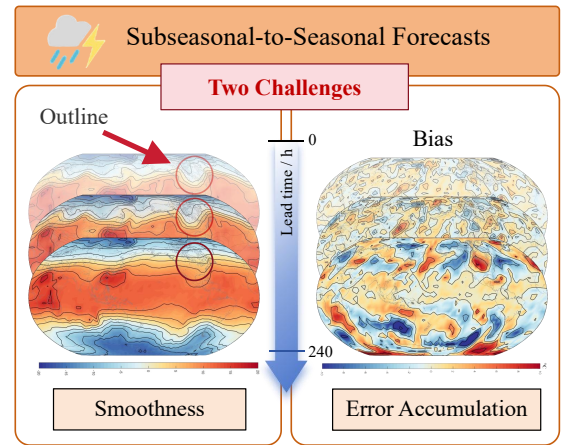 Subseasonal-to-Seasonal Forecasts
Two Challenges
Outline
Lead time / h
0
240
Bias
Smoothness
Error Accumulation